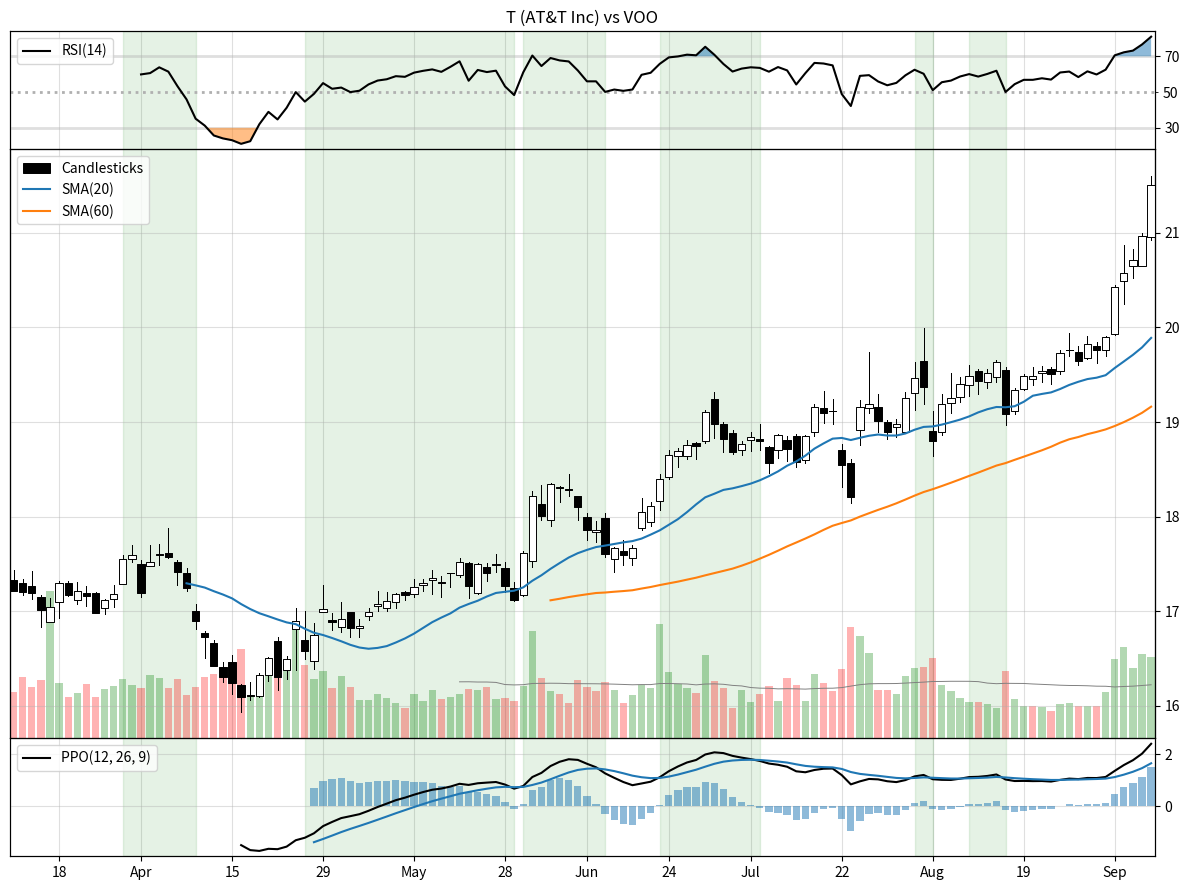 T (AT&T Inc) vs VOO
RSI(14)
70
50
30
Candlesticks
SMA(20)
SMA(60)
21
20
19
18
17
16
PPO(12, 26, 9)
2
0
18 Apr 15 29 May 28 Jun 24 Jul 22 Aug 19 Sep